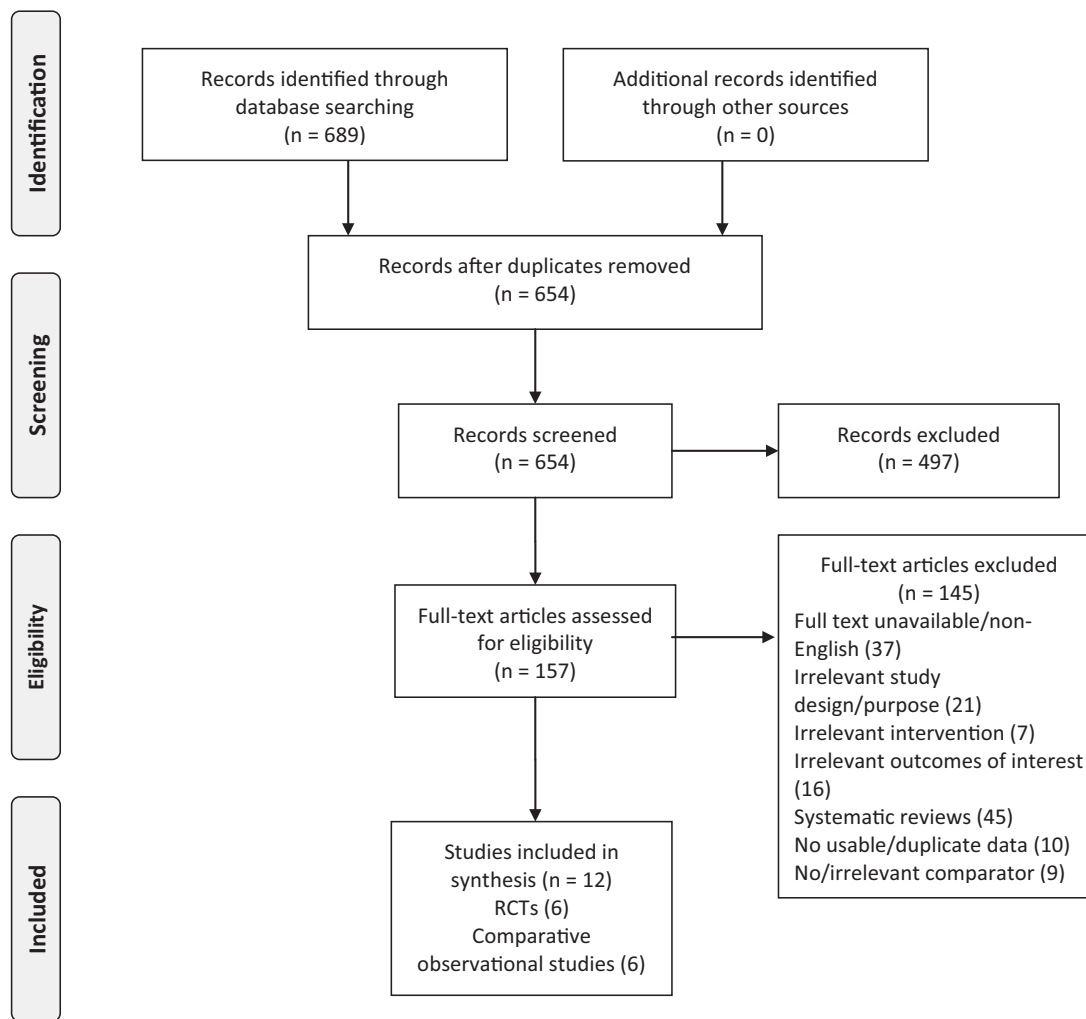 Identification
Records identified through
database searching
(n = 689)
Additional records identified
through other sources
(n = 0)
Records after duplicates removed
(n = 654)
Screening
Records screened
(n = 654)
Records excluded
(n = 497)
Eligibility
Full-text articles assessed
for eligibility
(n = 157)
Full-text articles excluded
(n = 145)
Full text unavailable/non-
English (37)
Irrelevant study
design/purpose (21)
Irrelevant intervention (7)
Irrelevant outcomes of interest
(16)
Systematic reviews (45)
No usable/duplicate data (10)
No/irrelevant comparator (9)
Included
Studies included in
synthesis (n = 12)
RCTs (6)
Comparative
observational studies (6)